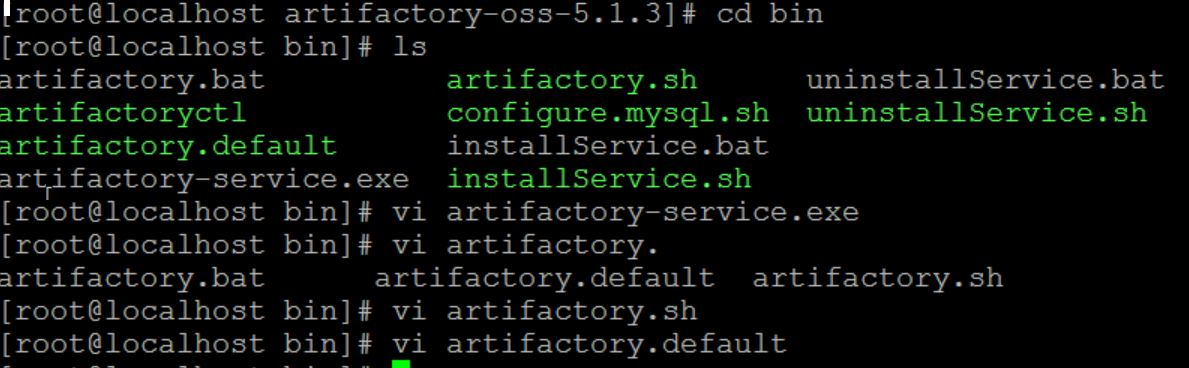 [root@localhost artifactory-oss-5.1.3]# cd bin
[root@localhost bin]# ls
artifactory.bat          artifactory.sh      uninstallService.bat
artifactoryctl           configure.mysql.sh  uninstallService.sh
artifactory.default      installService.bat
artifactory-service.exe  installService.sh
[root@localhost bin]# vi artifactory-service.exe
[root@localhost bin]# vi artifactory.
artifactory.bat      artifactory.default  artifactory.sh
[root@localhost bin]# vi artifactory.sh
[root@localhost bin]# vi artifactory.default